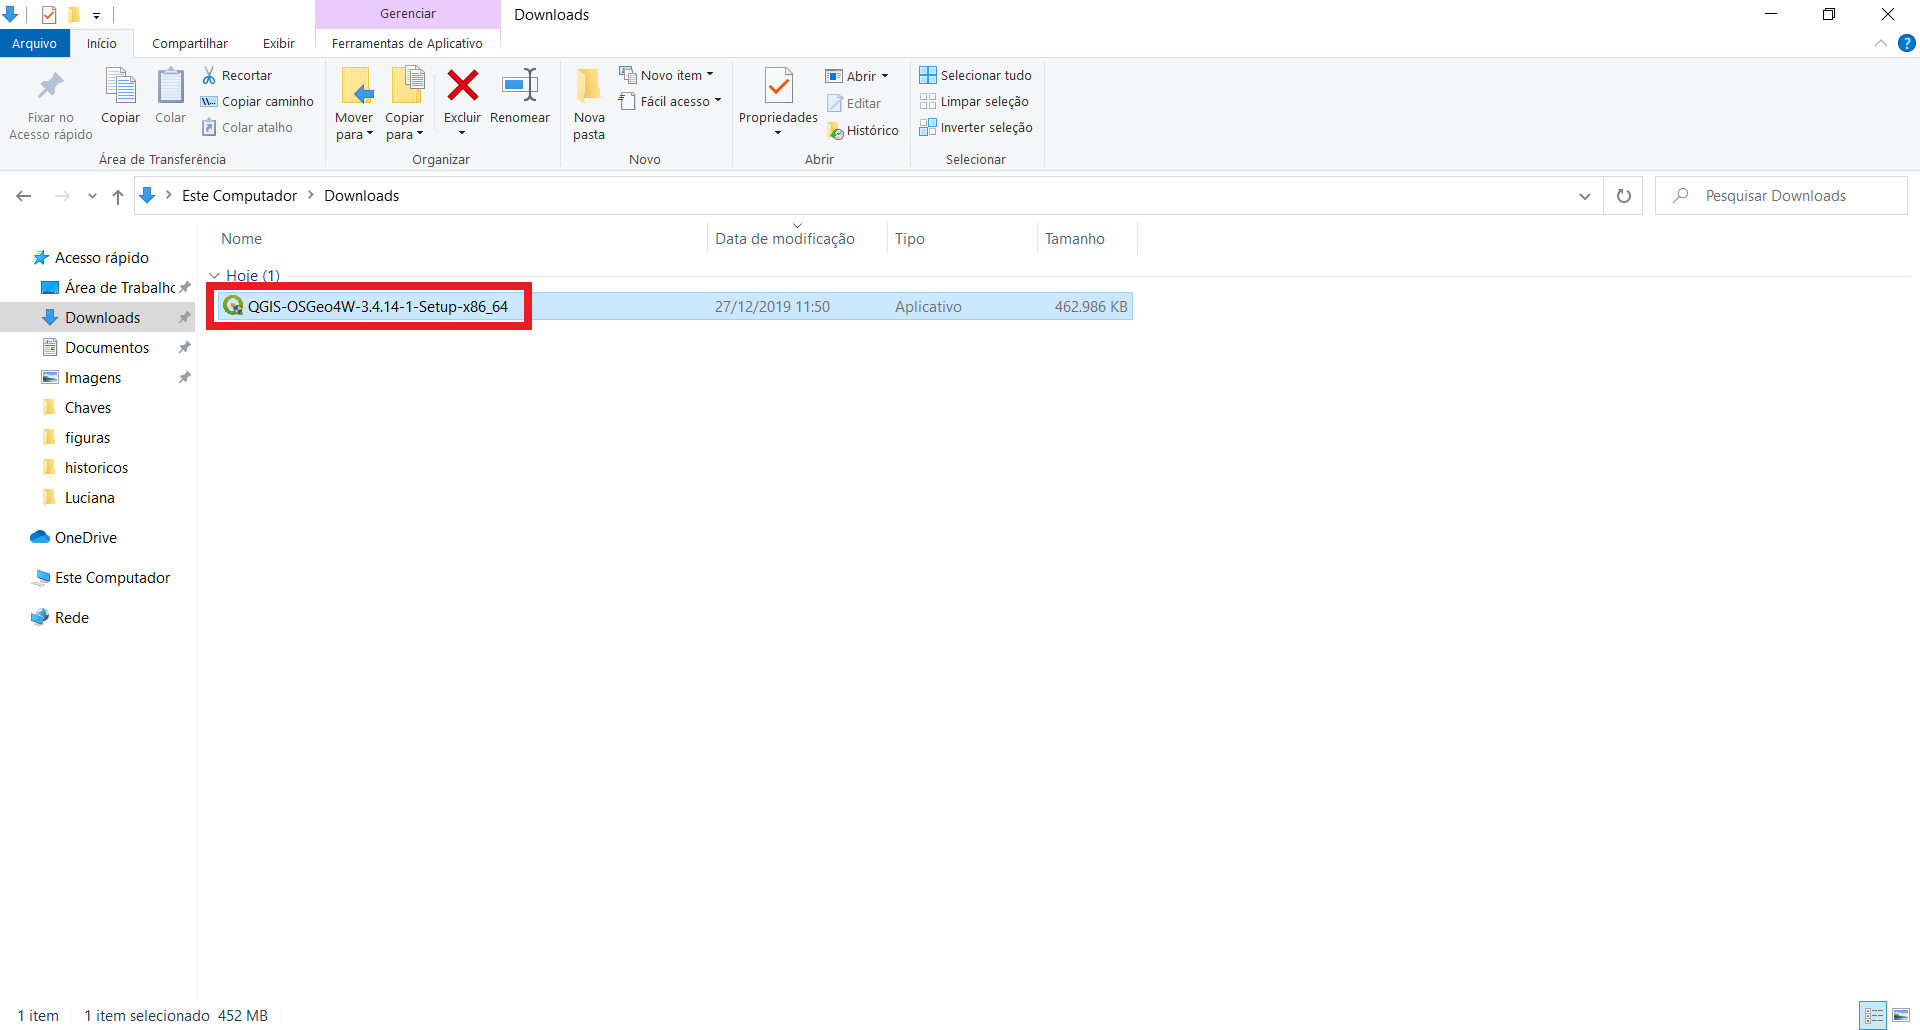 Gerenciar
Downloads
Arquivo
Início
Compartilhar
Exibir
Ferramentas de Aplicativo
?
Fixar no
Acesso rápido
Copiar
Colar
Recortar
Copiar caminho
Colar atalho
Área de Transferência
Mover
para
Copiar
para
Excluir
Renomear
Organizar
Nova
pasta
Novo item
Fácil acesso
Novo
Propriedades
Abrir
Editar
Histórico
Abrir
Selecionar tudo
Limpar seleção
Inverter seleção
Selecionar
Este Computador
Downloads
Pesquisar Downloads
Nome
Data de modificação
Tipo
Tamanho
Hoje (1)
QGIS-OSGeo4W-3.4.14-1-Setup-x86_64
27/12/2019 11:50
Aplicativo
462.986 KB
Acesso rápido
Área de Trabalho
Downloads
Documentos
Imagens
Chaves
figuras
historicos
Luciana
OneDrive
Este Computador
Rede
1 item
1 item selecionado 452 MB